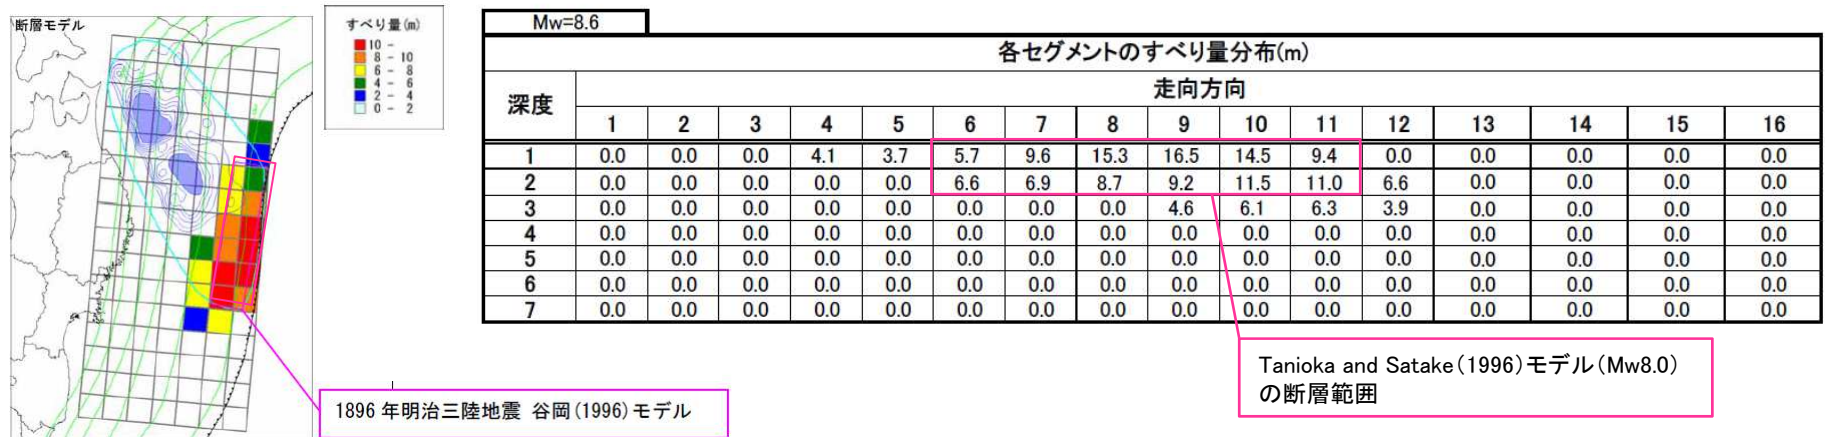 断層モデル
すべり量(m)
10 -
8 - 10
6 - 8
4 - 6
2 - 4
0 - 2
1896 年明治三陸地震 谷岡(1996)モデル
Mw=8.6
各セグメントのすべり量分布(m)
深度 走向方向
1 2 3 4 5 6 7 8 9 10 11 12 13 14 15 16
1 0.0 0.0 0.0 4.1 3.7 5.7 9.6 15.3 16.5 14.5 9.4 0.0 0.0 0.0 0.0 0.0
2 0.0 0.0 0.0 0.0 0.0 6.6 6.9 8.7 9.2 11.5 11.0 6.6 0.0 0.0 0.0 0.0
3 0.0 0.0 0.0 0.0 0.0 0.0 0.0 0.0 4.6 6.1 6.3 3.9 0.0 0.0 0.0 0.0
4 0.0 0.0 0.0 0.0 0.0 0.0 0.0 0.0 0.0 0.0 0.0 0.0 0.0 0.0 0.0 0.0
5 0.0 0.0 0.0 0.0 0.0 0.0 0.0 0.0 0.0 0.0 0.0 0.0 0.0 0.0 0.0 0.0
6 0.0 0.0 0.0 0.0 0.0 0.0 0.0 0.0 0.0 0.0 0.0 0.0 0.0 0.0 0.0 0.0
7 0.0 0.0 0.0 0.0 0.0 0.0 0.0 0.0 0.0 0.0 0.0 0.0 0.0 0.0 0.0 0.0
Tanioka and Satake(1996)モデル(Mw8.0)
の断層範囲